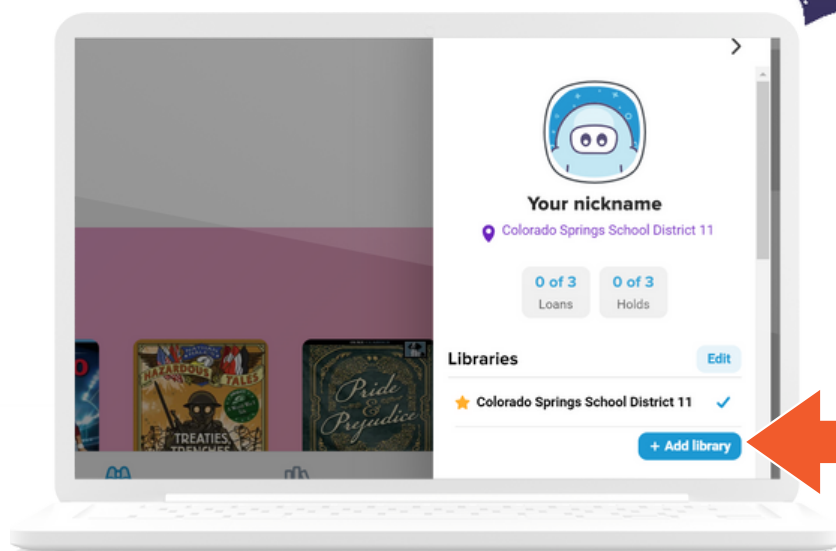 Your nickname
Colorado Springs School District 11
0 of 3
Loans
0 of 3
Holds
Libraries
Edit
Colorado Springs School District 11
+ Add library
HAZARDOUS
TALES
TREATIES,
TRENCHES
Pride
&
Prejudice